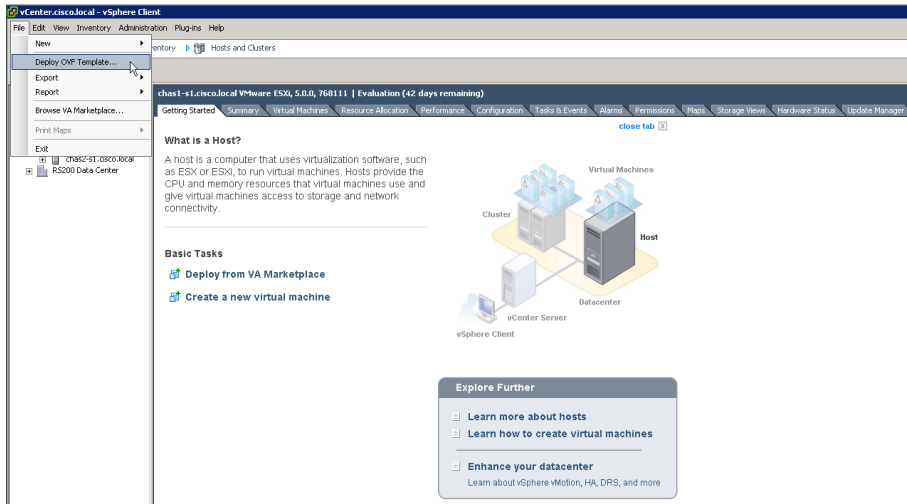 vCenter.cisco.local - vSphere Client
File Edit View Inventory Administration Plug-ins Help
New
entory Hosts and Clusters
Deploy OVF Template...
Export
Report
Browse VA Marketplace...
Print Maps
Exit
chas2-s1.cisco.local
RS200 Data Center
chas1-s1.cisco.local VMware ESXi, 5.0.0, 768111 | Evaluation (42 days remaining)
Getting Started Summary Virtual Machines Resource Allocation Performance Configuration Tasks & Events Alarms Permissions Maps Storage Views Hardware Status Update Manager
close tab X
What is a Host?
A host is a computer that uses virtualization software, such
as ESX or ESXi, to run virtual machines. Hosts provide the
CPU and memory resources that virtual machines use and
give virtual machines access to storage and network
connectivity.
Basic Tasks
Deploy from VA Marketplace
Create a new virtual machine
Virtual Machines
Cluster
Host
Datacenter
vCenter Server
vSphere Client
Explore Further
Learn more about hosts
Learn how to create virtual machines
Enhance your datacenter
Learn about vSphere vMotion, HA, DRS, and more